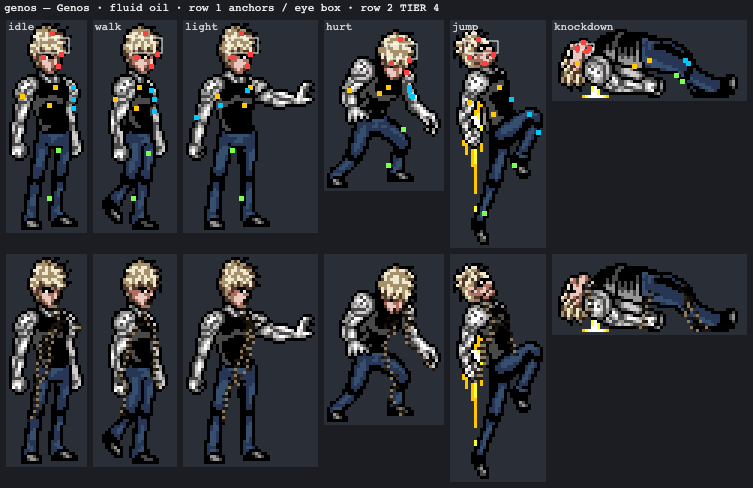 genos — Genos · fluid oil · row 1 anchors / eye box · row 2 TIER 4
idle walk light hurt jump knockdown